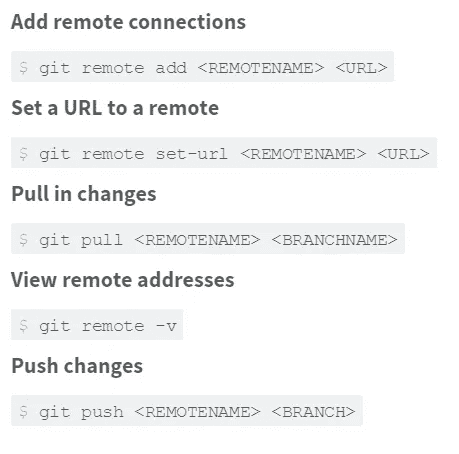 Add remote connections
$ git remote add <REMOTENAME> <URL>
Set a URL to a remote
$ git remote set-url <REMOTENAME> <URL>
Pull in changes
$ git pull <REMOTENAME> <BRANCHNAME>
View remote addresses
$ git remote -v
Push changes
$ git push <REMOTENAME> <BRANCH>